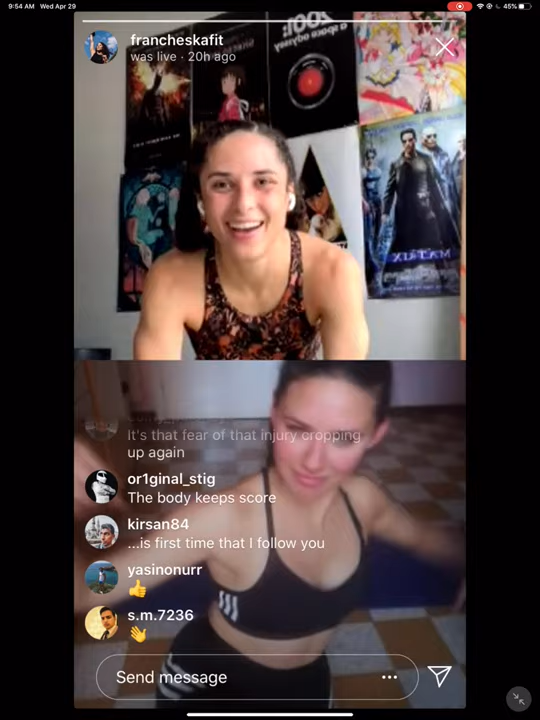 9:54 AM Wed Apr 29
45%
francheskafit
was live · 20h ago
2001:
a space odyssey
MATRIX
It's that fear of that injury cropping
up again
or1ginal_stig
The body keeps score
kirsan84
...is first time that I follow you
yasinonurr
👍
s.m.7236
👋
Send message